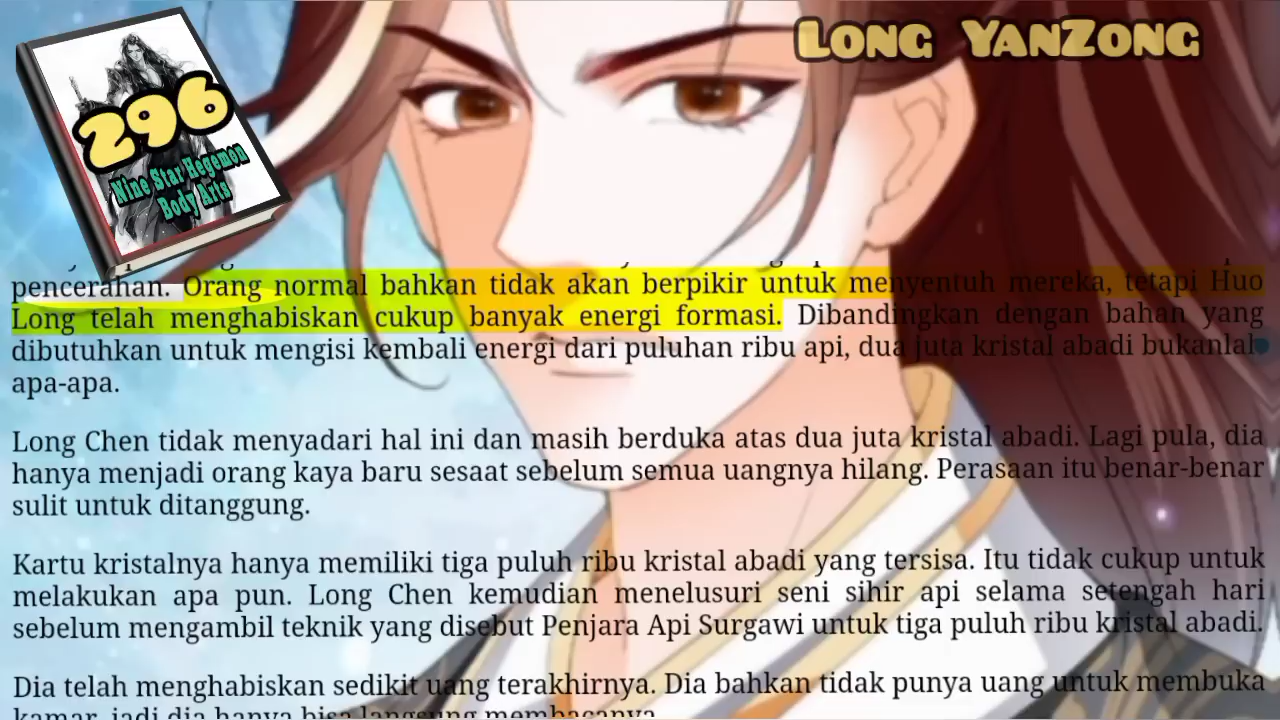 LONG YANZONG
296
Nine Star Hegemon
Body Arts
pencerahan. Orang normal bahkan tidak akan berpikir untuk menyentuh mereka, tetapi Huo
Long telah menghabiskan cukup banyak energi formasi. Dibandingkan dengan bahan yang
dibutuhkan untuk mengisi kembali energi dari puluhan ribu api, dua juta kristal abadi bukanlah
apa-apa.
Long Chen tidak menyadari hal ini dan masih berduka atas dua juta kristal abadi. Lagi pula, dia
hanya menjadi orang kaya baru sesaat sebelum semua uangnya hilang. Perasaan itu benar-benar
sulit untuk ditanggung.
Kartu kristalnya hanya memiliki tiga puluh ribu kristal abadi yang tersisa. Itu tidak cukup untuk
melakukan apa pun. Long Chen kemudian menelusuri seni sihir api selama setengah hari
sebelum mengambil teknik yang disebut Penjara Api Surgawi untuk tiga puluh ribu kristal abadi.
Dia telah menghabiskan sedikit uang terakhirnya. Dia bahkan tidak punya uang untuk membuka
kamar, jadi dia hanya bisa langsung membacanya.